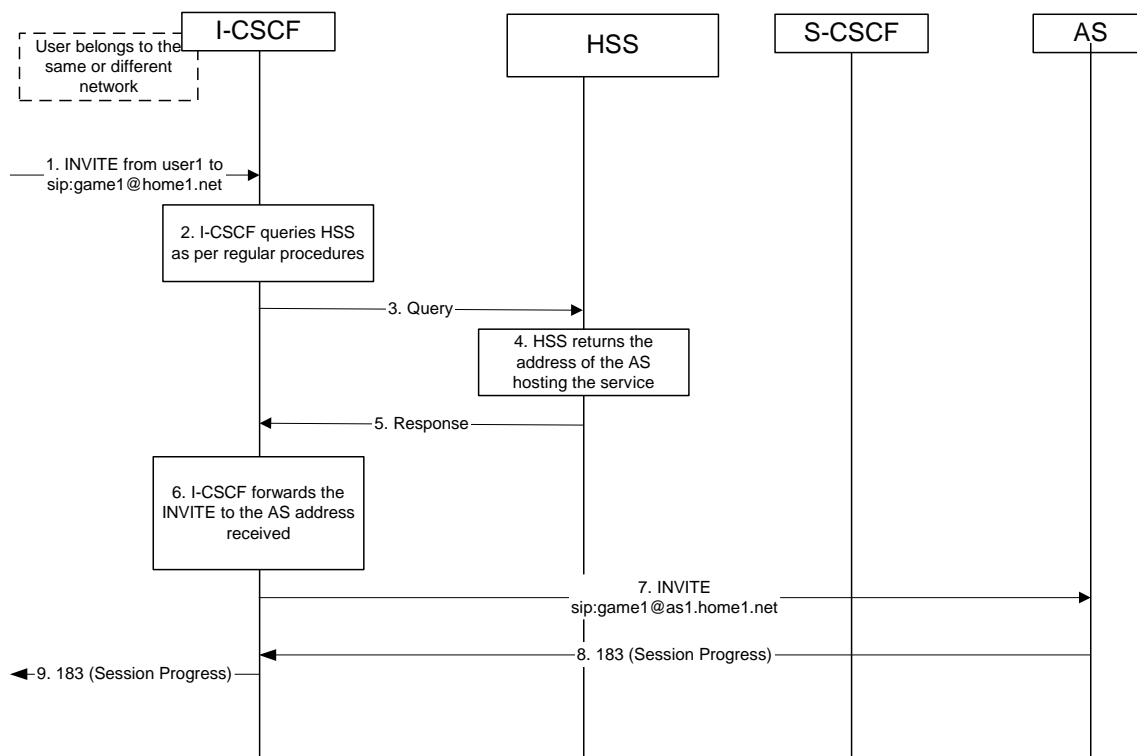 I-CSCF
HSS
S-CSCF
AS
User belongs to the
same or different
network
1. INVITE from user1 to
sip:game1@home1.net
2. I-CSCF queries HSS
as per regular procedures
3. Query
4. HSS returns the
address of the AS
hosting the service
5. Response
6. I-CSCF forwards the
INVITE to the AS address
received
7. INVITE
sip:game1@as1.home1.net
8. 183 (Session Progress)
9. 183 (Session Progress)